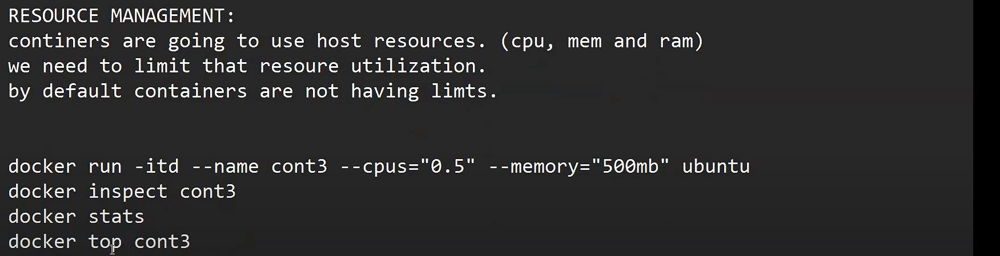 RESOURCE MANAGEMENT:
continers are going to use host resources. (cpu, mem and ram)
we need to limit that resoure utilization.
by default containers are not having limts.
docker run -itd --name cont3 --cpus="0.5" --memory="500mb" ubuntu
docker inspect cont3
docker stats
docker top cont3